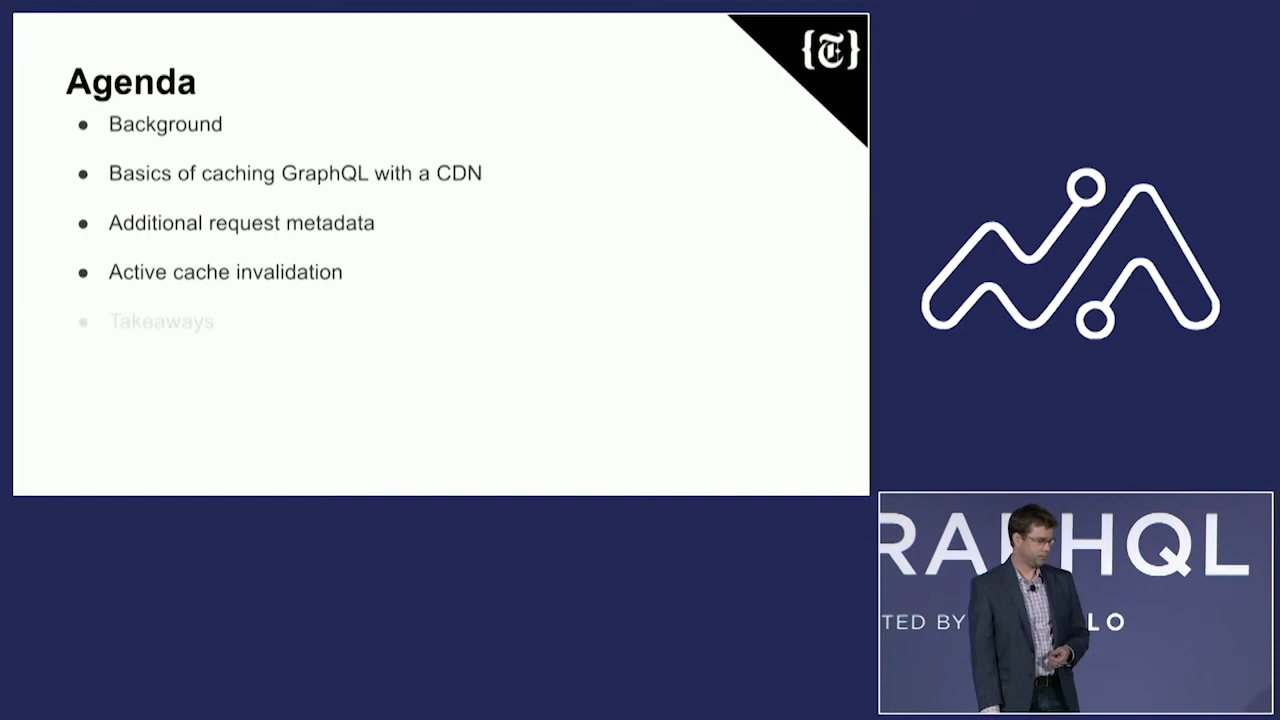 Agenda
● Background
● Basics of caching GraphQL with a CDN
● Additional request metadata
● Active cache invalidation
● Takeaways
{T}
RAPHQL
TED BY LO